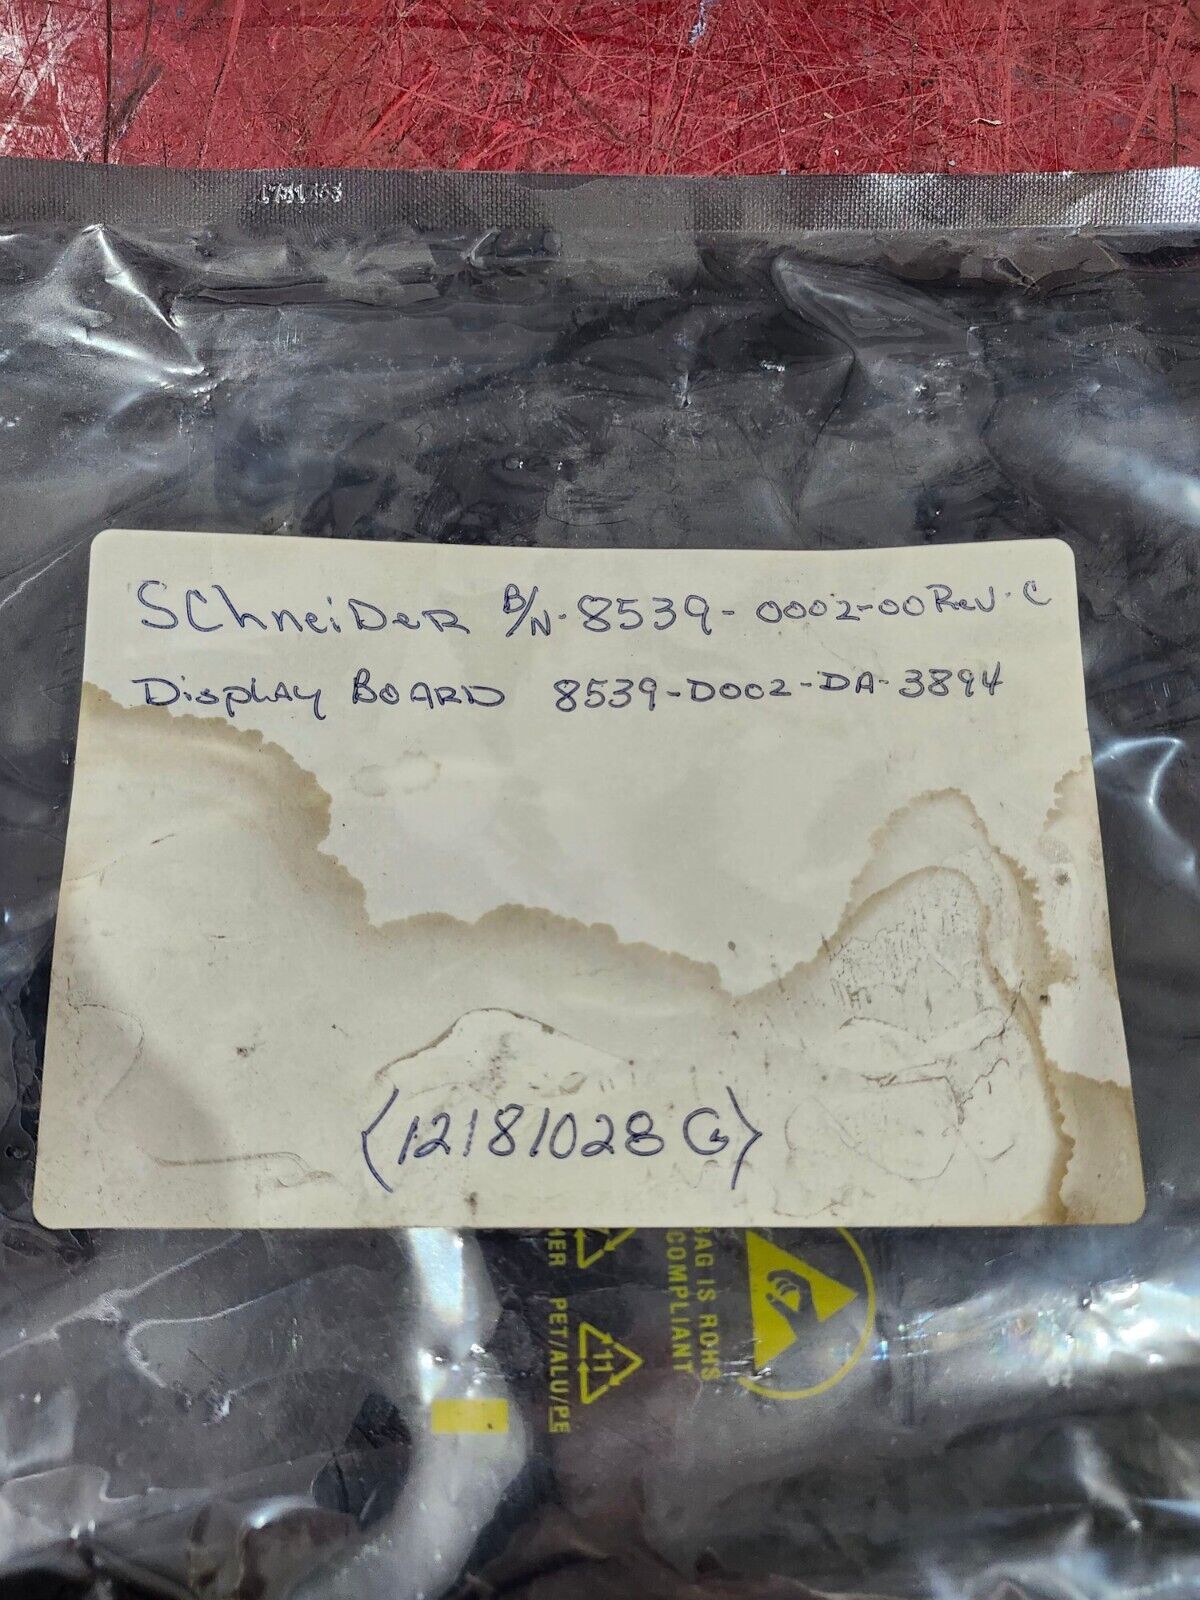 SChneiDeR B/N-8539-0002-00 Rev. C
Display BOARD 8539-D002-DA-3894
(12181028 G)
BAG IS ROHS
COMPLIANT
PET/ALU/PE
11